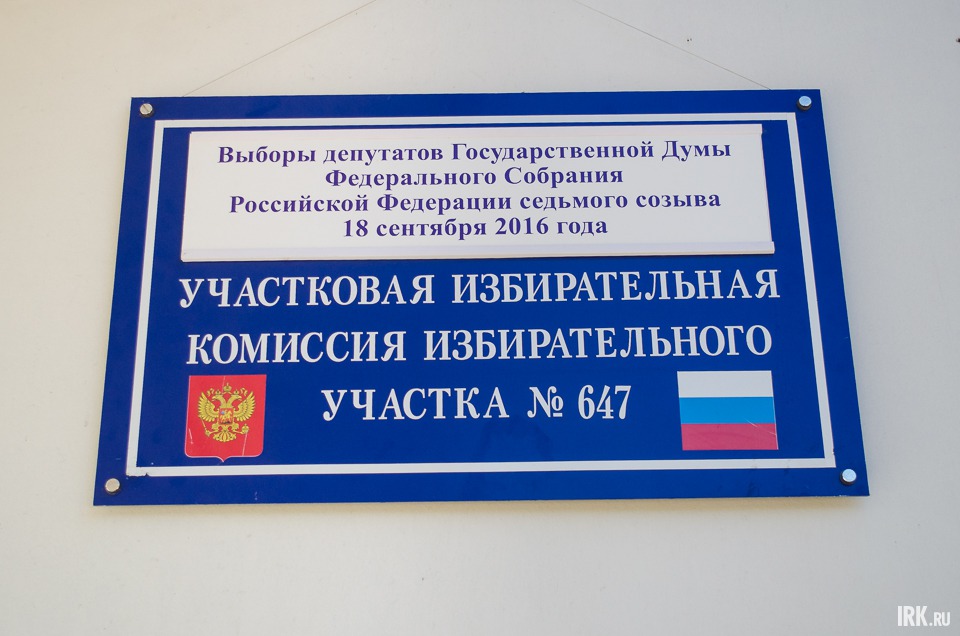 Выборы депутатов Государственной Думы
Федерального Собрания
Российской Федерации седьмого созыва
18 сентября 2016 года
УЧАСТКОВАЯ ИЗБИРАТЕЛЬНАЯ
КОМИССИЯ ИЗБИРАТЕЛЬНОГО
УЧАСТКА № 647
IRK.RU